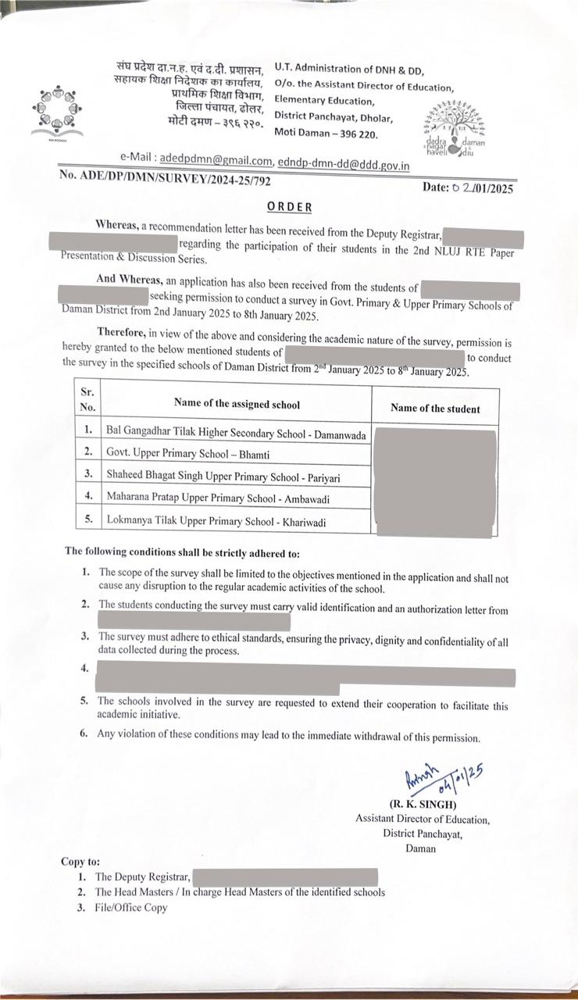 संघ प्रदेश दा.न.ह. एवं द.दी. प्रशासन,
सहायक शिक्षा निदेशक का कार्यालय,
प्राथमिक शिक्षा विभाग,
जिल्ला पंचायत, ढोलर,
मोटी दमण – ३९६ २२०.
U.T. Administration of DNH & DD,
O/o. the Assistant Director of Education,
Elementary Education,
District Panchayat, Dholar,
Moti Daman – 396 220.
PM POSHAN
dadra & nagar haveli
daman & diu
e-Mail : adedpdmn@gmail.com, edndp-dmn-dd@ddd.gov.in
No. ADE/DP/DMN/SURVEY/2024-25/792
Date: 02/01/2025
ORDER
Whereas, a recommendation letter has been received from the Deputy Registrar,
regarding the participation of their students in the 2nd NLUJ RTE Paper
Presentation & Discussion Series.
And Whereas, an application has also been received from the students of
seeking permission to conduct a survey in Govt. Primary & Upper Primary Schools of
Daman District from 2nd January 2025 to 8th January 2025.
Therefore, in view of the above and considering the academic nature of the survey, permission is
hereby granted to the below mentioned students of to conduct
the survey in the specified schools of Daman District from 2nd January 2025 to 8th January 2025.
Sr. No. Name of the assigned school Name of the student
1. Bal Gangadhar Tilak Higher Secondary School - Damanwada
2. Govt. Upper Primary School – Bhamti
3. Shaheed Bhagat Singh Upper Primary School - Pariyari
4. Maharana Pratap Upper Primary School - Ambawadi
5. Lokmanya Tilak Upper Primary School - Khariwadi
The following conditions shall be strictly adhered to:
1. The scope of the survey shall be limited to the objectives mentioned in the application and shall not
cause any disruption to the regular academic activities of the school.
2. The students conducting the survey must carry valid identification and an authorization letter from
3. The survey must adhere to ethical standards, ensuring the privacy, dignity and confidentiality of all
data collected during the process.
4.
5. The schools involved in the survey are requested to extend their cooperation to facilitate this
academic initiative.
6. Any violation of these conditions may lead to the immediate withdrawal of this permission.
04/01/25
(R. K. SINGH)
Assistant Director of Education,
District Panchayat,
Daman
Copy to:
1. The Deputy Registrar,
2. The Head Masters / In charge Head Masters of the identified schools
3. File/Office Copy